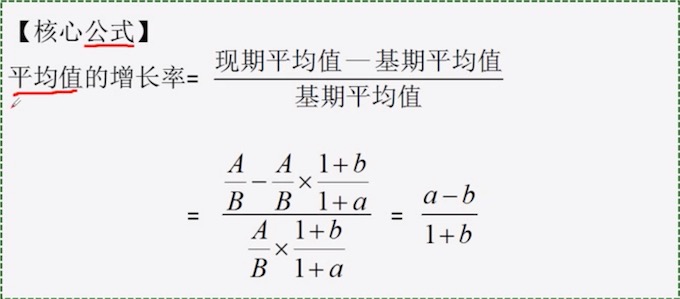 【核心公式】
平均值的增长率= \frac{现期平均值—基期平均值}{基期平均值}
= \frac{\frac{A}{B}-\frac{A}{B}×\frac{1+b}{1+a}}{\frac{A}{B}×\frac{1+b}{1+a}} = \frac{a-b}{1+b}